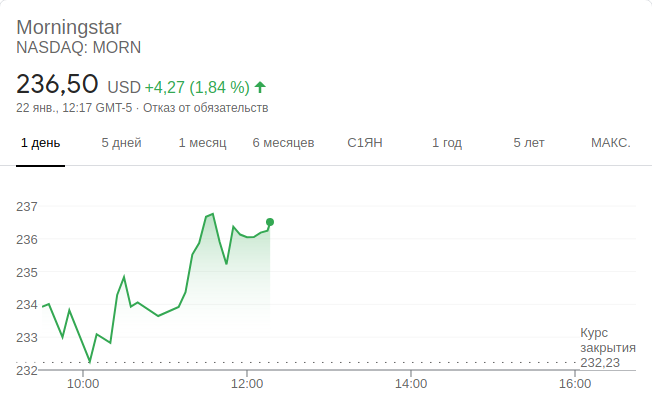 Morningstar
NASDAQ: MORN
236,50 USD +4,27 (1,84 %)
22 янв., 12:17 GMT-5 · Отказ от обязательств
1 день 5 дней 1 месяц 6 месяцев С1ЯН 1 год 5 лет МАКС.
237
236
235
234
233
Курс
закрытия
232,23
232
10:00 12:00 14:00 16:00